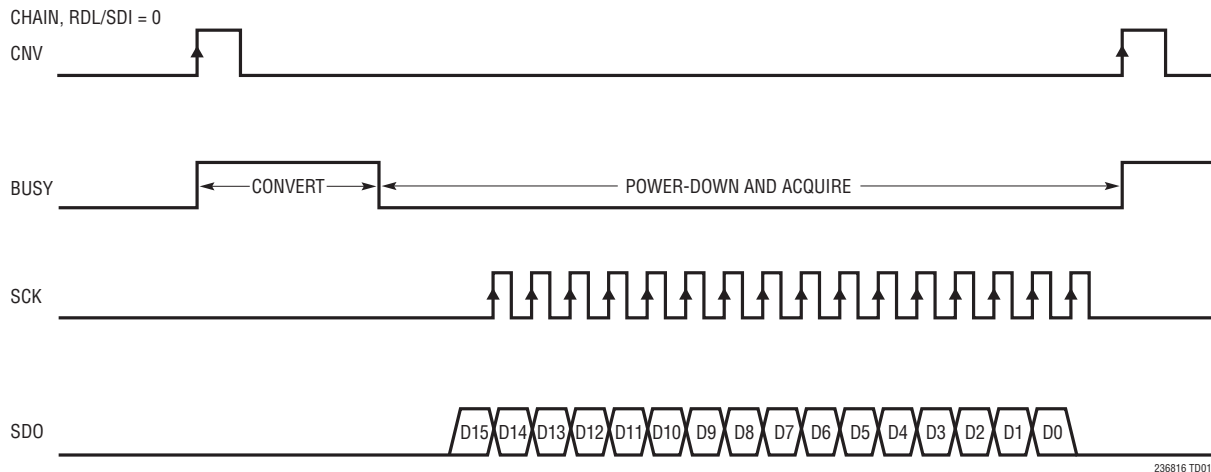 CHAIN, RDL/SDI = 0
CNV
BUSY
CONVERT
POWER-DOWN AND ACQUIRE
SCK
SDO
D15 D14 D13 D12 D11 D10 D9 D8 D7 D6 D5 D4 D3 D2 D1 D0
236816 TD01